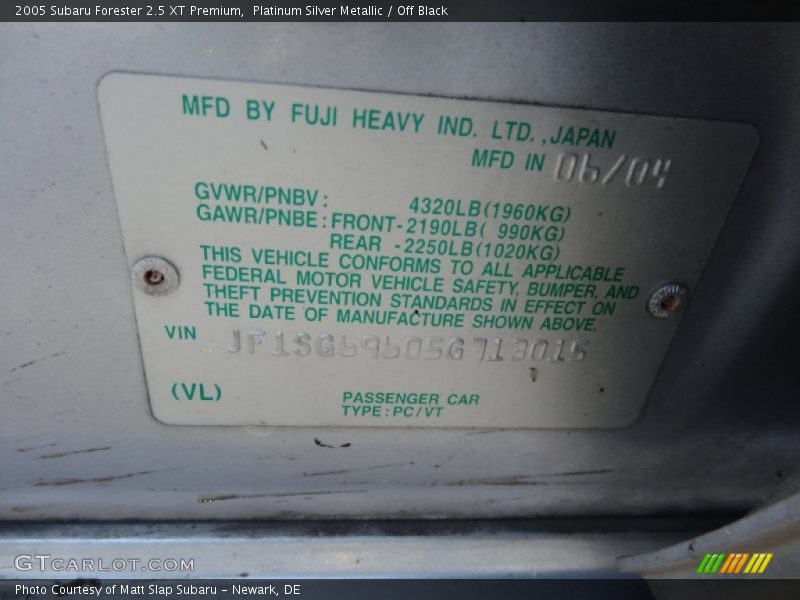 2005 Subaru Forester 2.5 XT Premium, Platinum Silver Metallic / Off Black
MFD BY FUJI HEAVY IND. LTD., JAPAN
MFD IN 06/04
GVWR/PNBV: 4320LB(1960KG)
GAWR/PNBE: FRONT-2190LB( 990KG)
REAR -2250LB(1020KG)
THIS VEHICLE CONFORMS TO ALL APPLICABLE
FEDERAL MOTOR VEHICLE SAFETY, BUMPER, AND
THEFT PREVENTION STANDARDS IN EFFECT ON
THE DATE OF MANUFACTURE SHOWN ABOVE.
VIN JF1SG69605G713015
(VL) PASSENGER CAR
TYPE: PC/VT
GTCARLOT.COM
Photo Courtesy of Matt Slap Subaru - Newark, DE